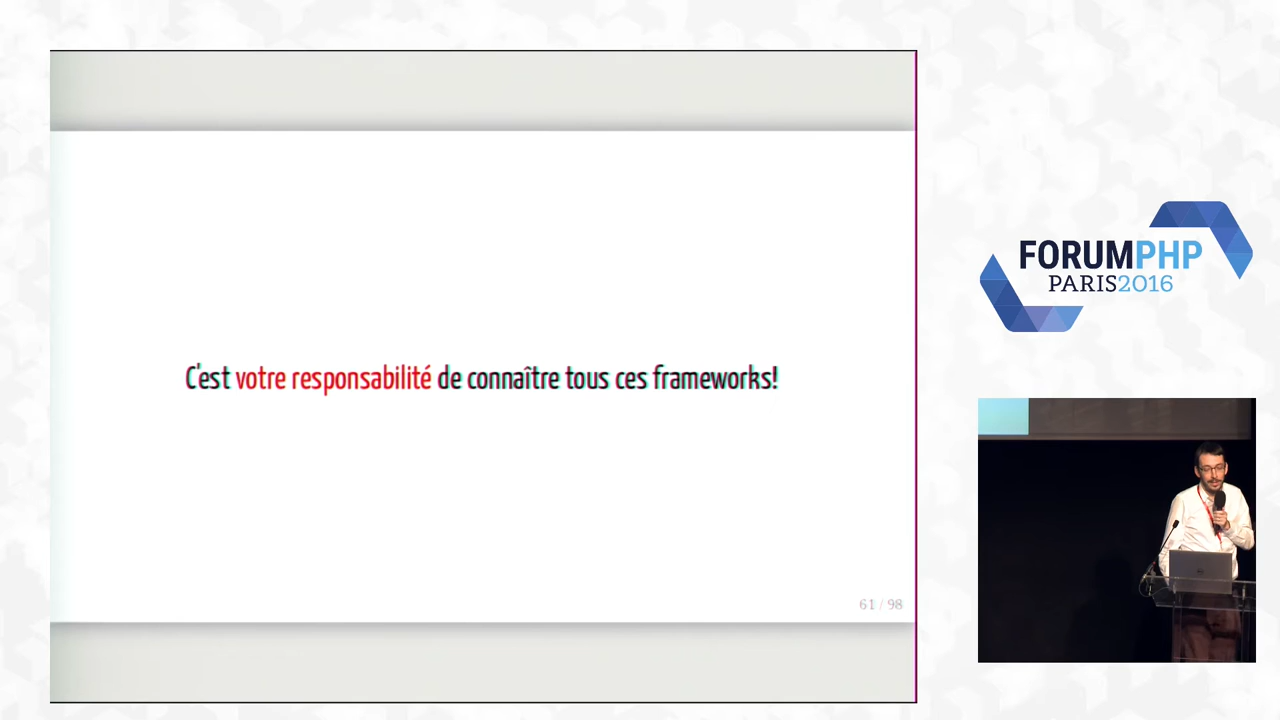 C'est votre responsabilité de connaître tous ces frameworks!
61 / 98
FORUMPHP
PARIS2016